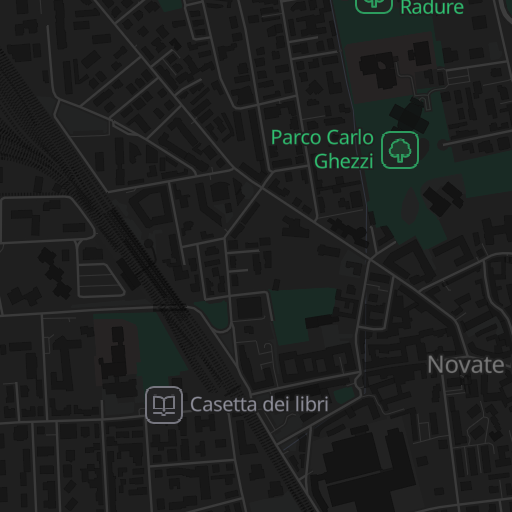 Radure
Parco Carlo
Ghezzi
Novate
Casetta dei libri